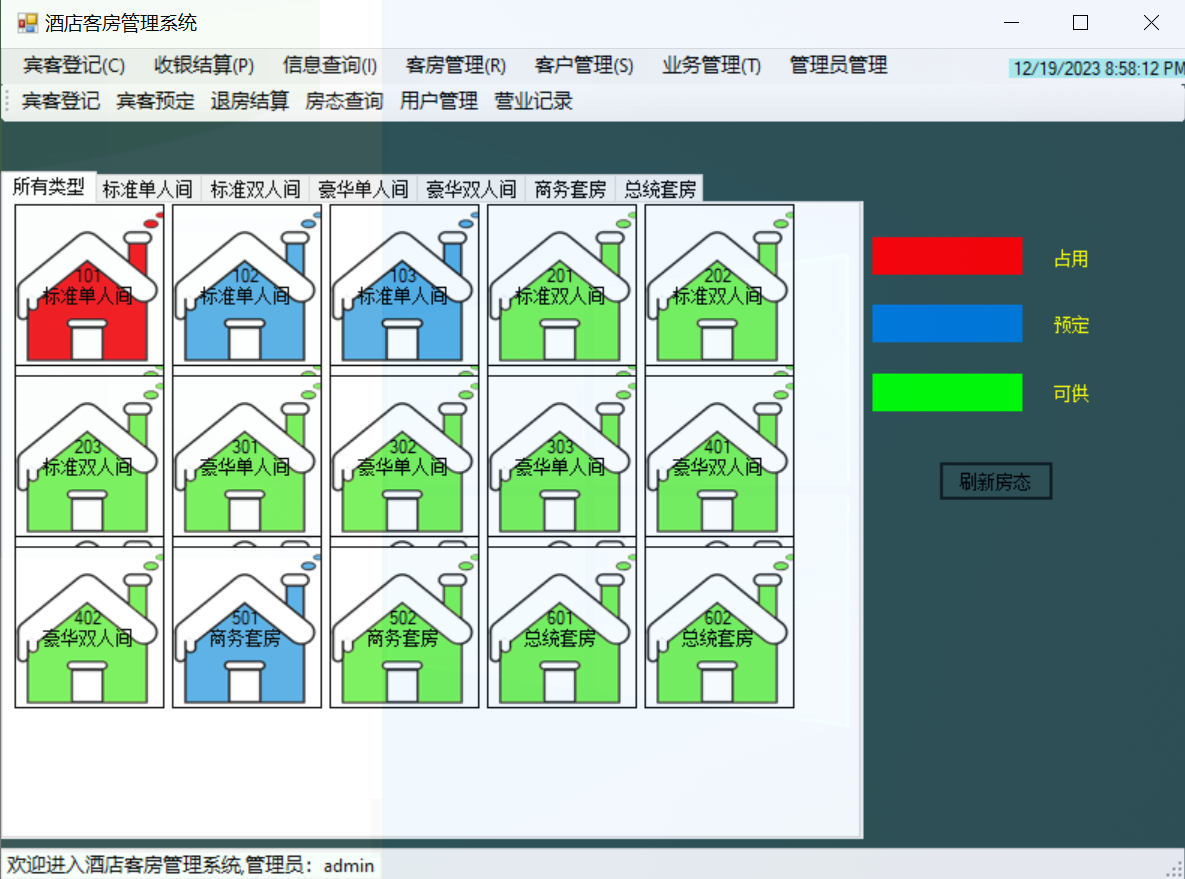 酒店客房管理系统
宾客登记(C) 收银结算(P) 信息查询(I) 客房管理(R) 客户管理(S) 业务管理(T) 管理员管理 12/19/2023 8:58:12 PM
宾客登记 宾客预定 退房结算 房态查询 用户管理 营业记录
所有类型 标准单人间 标准双人间 豪华单人间 豪华双人间 商务套房 总统套房
101 102 103 201 202
标准单人间 标准单人间 标准单人间 标准双人间 标准双人间
203 301 302 303 401
标准双人间 豪华单人间 豪华单人间 豪华单人间 豪华双人间
402 501 502 601 602
豪华双人间 商务套房 商务套房 总统套房 总统套房
占用
预定
可供
刷新房态
欢迎进入酒店客房管理系统,管理员：admin